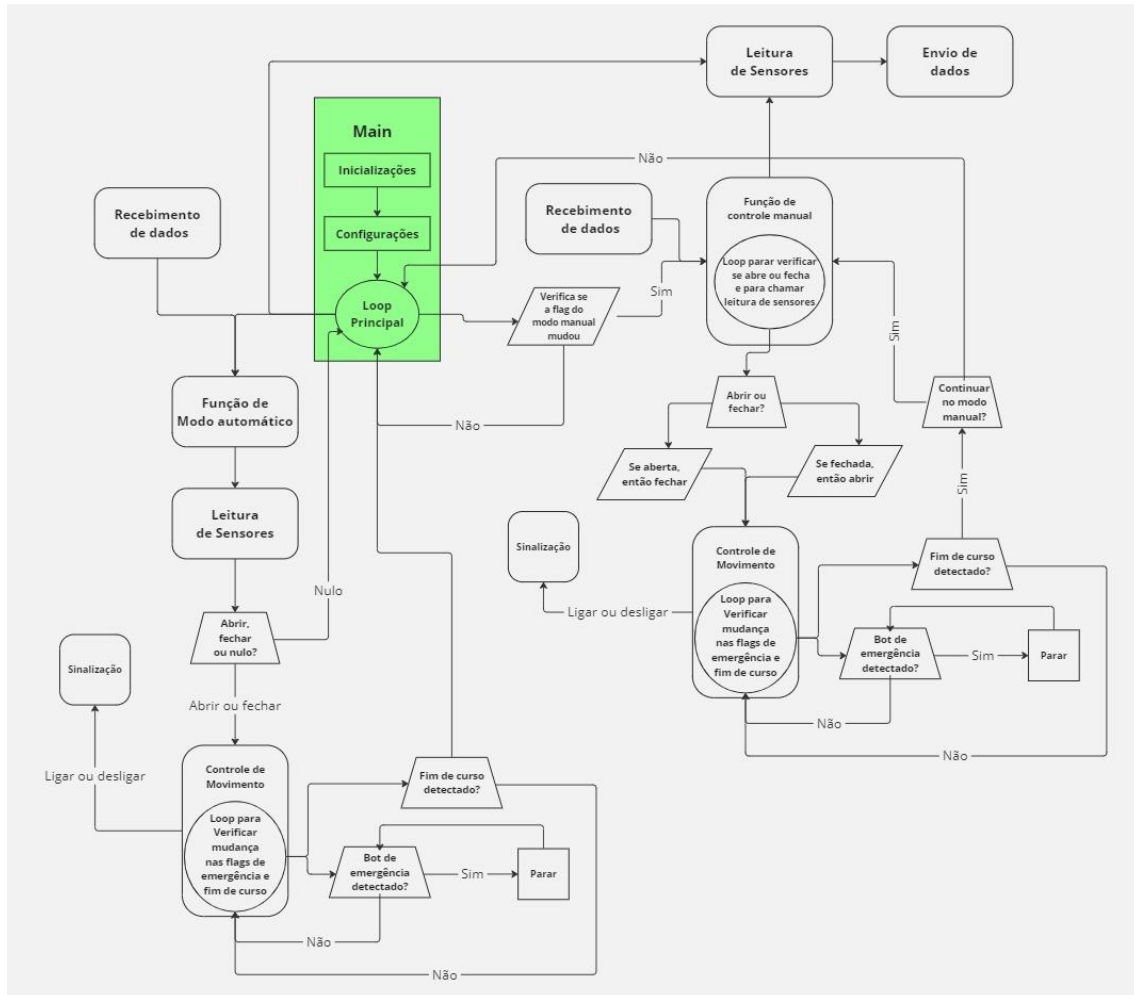 Leitura
de Sensores
Envio de
dados
Main
Inicializações
Configurações
Loop
Principal
Não
Recebimento
de dados
Recebimento
de dados
Função de
controle manual
Loop parar verificar
se abre ou fecha
e para chamar
leitura de sensores
Verifica se
a flag do
modo manual
mudou
Sim
Sim
Não
Função de
Modo automático
Abrir ou
fechar?
Continuar
no modo
manual?
Se aberta,
então fechar
Se fechada,
então abrir
Sim
Leitura
de Sensores
Nulo
Abrir,
fechar
ou nulo?
Sinalização
Ligar ou desligar
Controle de
Movimento
Loop para
Verificar
mudança
nas flags de
emergência e
fim de curso
Fim de curso
detectado?
Bot de
emergência
detectado?
Sim
Parar
Não
Não
Sinalização
Abrir ou fechar
Ligar ou desligar
Controle de
Movimento
Loop para
Verificar
mudança
nas flags de
emergência e
fim de curso
Fim de curso
detectado?
Bot de
emergência
detectado?
Sim
Parar
Não
Não